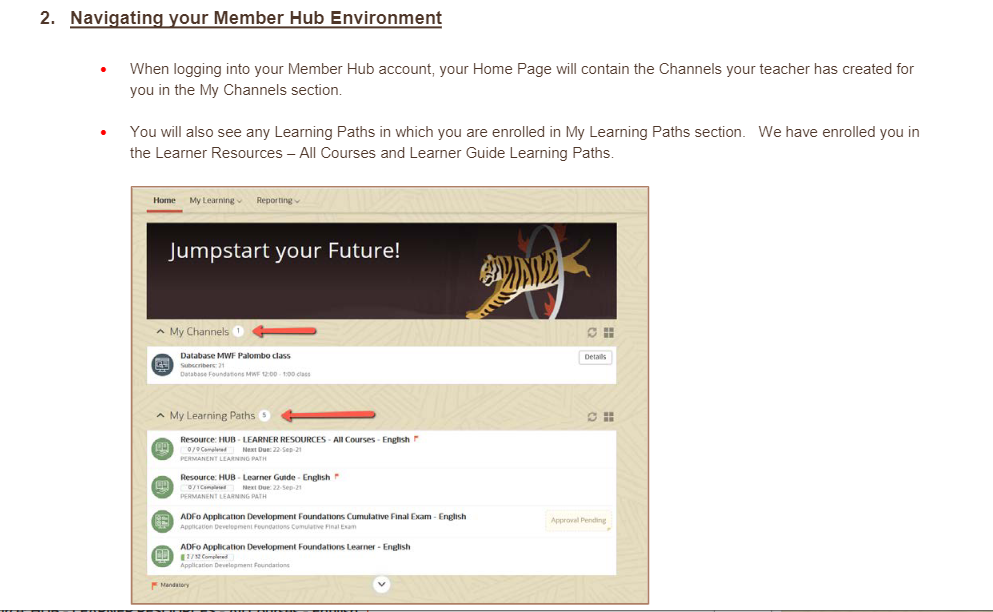 2. Navigating your Member Hub Environment
• When logging into your Member Hub account, your Home Page will contain the Channels your teacher has created for
you in the My Channels section.
• You will also see any Learning Paths in which you are enrolled in My Learning Paths section. We have enrolled you in
the Learner Resources – All Courses and Learner Guide Learning Paths.
Home My Learning Reporting
Jumpstart your Future!
My Channels 1
Database MWF Palombo class
Details
Subscribers: 21
Database Foundations MWF 12:00 - 1:00 class
My Learning Paths 5
Resource: HUB - LEARNER RESOURCES - All Courses - English
0 / 9 Completed Next Due: 22-Sep-21
PERMANENT LEARNING PATH
Resource: HUB - Learner Guide - English
0 / 1 Completed Next Due: 22-Sep-21
PERMANENT LEARNING PATH
ADFo Application Development Foundations Cumulative Final Exam - English
Approval Pending
Application Development Foundations Cumulative Final Exam
ADFo Application Development Foundations Learner - English
Completed
Application Development Foundations
Mandatory